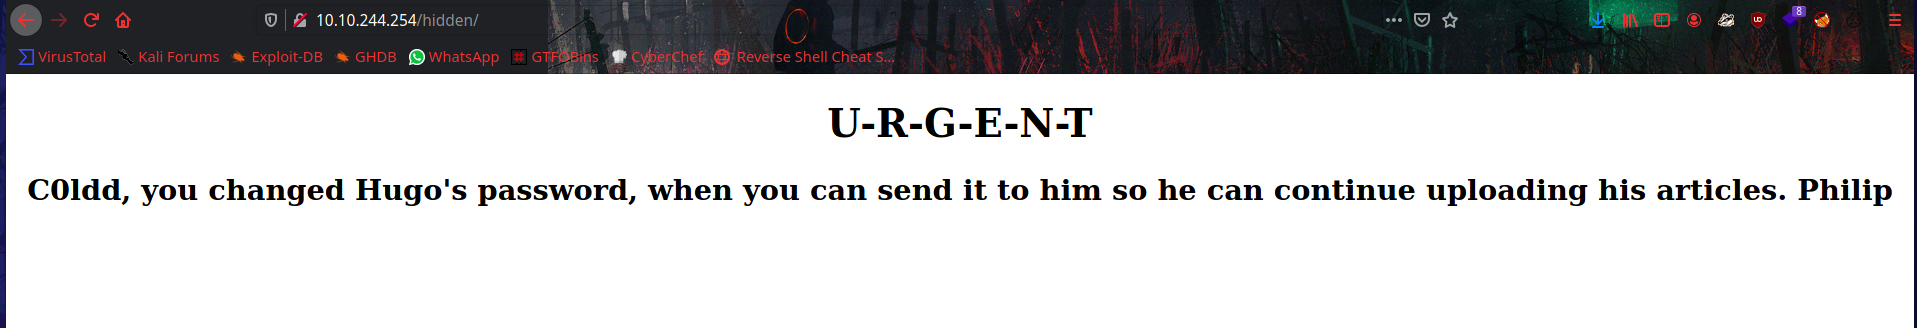 10.10.244.254/hidden/
8
VirusTotal Kali Forums Exploit-DB GHDB WhatsApp GTFOBins CyberChef Reverse Shell Cheat S...
U-R-G-E-N-T
C0ldd, you changed Hugo's password, when you can send it to him so he can continue uploading his articles. Philip